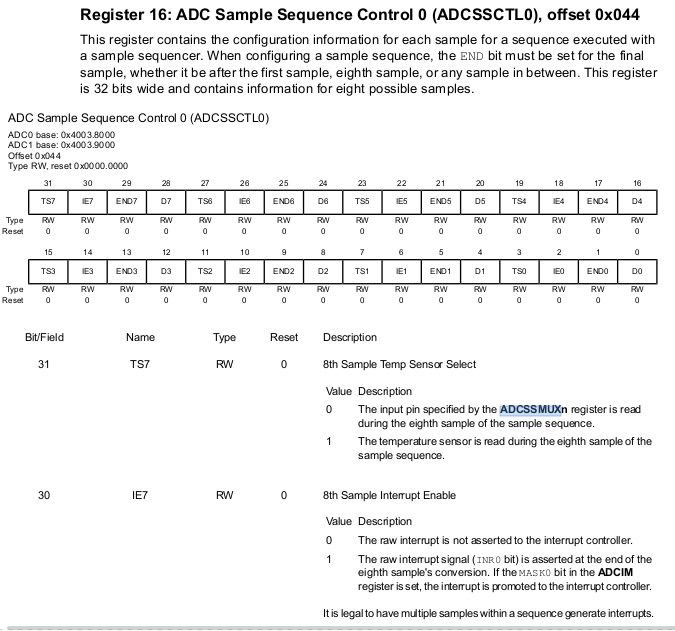 Register 16: ADC Sample Sequence Control 0 (ADCSSCTL0), offset 0x044
This register contains the configuration information for each sample for a sequence executed with
a sample sequencer. When configuring a sample sequence, the END bit must be set for the final
sample, whether it be after the first sample, eighth sample, or any sample in between. This register
is 32 bits wide and contains information for eight possible samples.
ADC Sample Sequence Control 0 (ADCSSCTL0)
ADC0 base: 0x4003.8000
ADC1 base: 0x4003.9000
Offset 0x044
Type RW, reset 0x0000.0000
31 30 29 28 27 26 25 24 23 22 21 20 19 18 17 16
TS7 IE7 END7 D7 TS6 IE6 END6 D6 TS5 IE5 END5 D5 TS4 IE4 END4 D4
Type RW RW RW RW RW RW RW RW RW RW RW RW RW RW RW RW
Reset 0 0 0 0 0 0 0 0 0 0 0 0 0 0 0 0
15 14 13 12 11 10 9 8 7 6 5 4 3 2 1 0
TS3 IE3 END3 D3 TS2 IE2 END2 D2 TS1 IE1 END1 D1 TS0 IE0 END0 D0
Type RW RW RW RW RW RW RW RW RW RW RW RW RW RW RW RW
Reset 0 0 0 0 0 0 0 0 0 0 0 0 0 0 0 0
Bit/Field Name Type Reset Description
31 TS7 RW 0 8th Sample Temp Sensor Select
Value Description
0 The input pin specified by the ADCSSMUXn register is read
during the eighth sample of the sample sequence.
1 The temperature sensor is read during the eighth sample of the
sample sequence.
30 IE7 RW 0 8th Sample Interrupt Enable
Value Description
0 The raw interrupt is not asserted to the interrupt controller.
1 The raw interrupt signal (INR0 bit) is asserted at the end of the
eighth sample's conversion. If the MASK0 bit in the ADCIM
register is set, the interrupt is promoted to the interrupt controller.
It is legal to have multiple samples within a sequence generate interrupts.